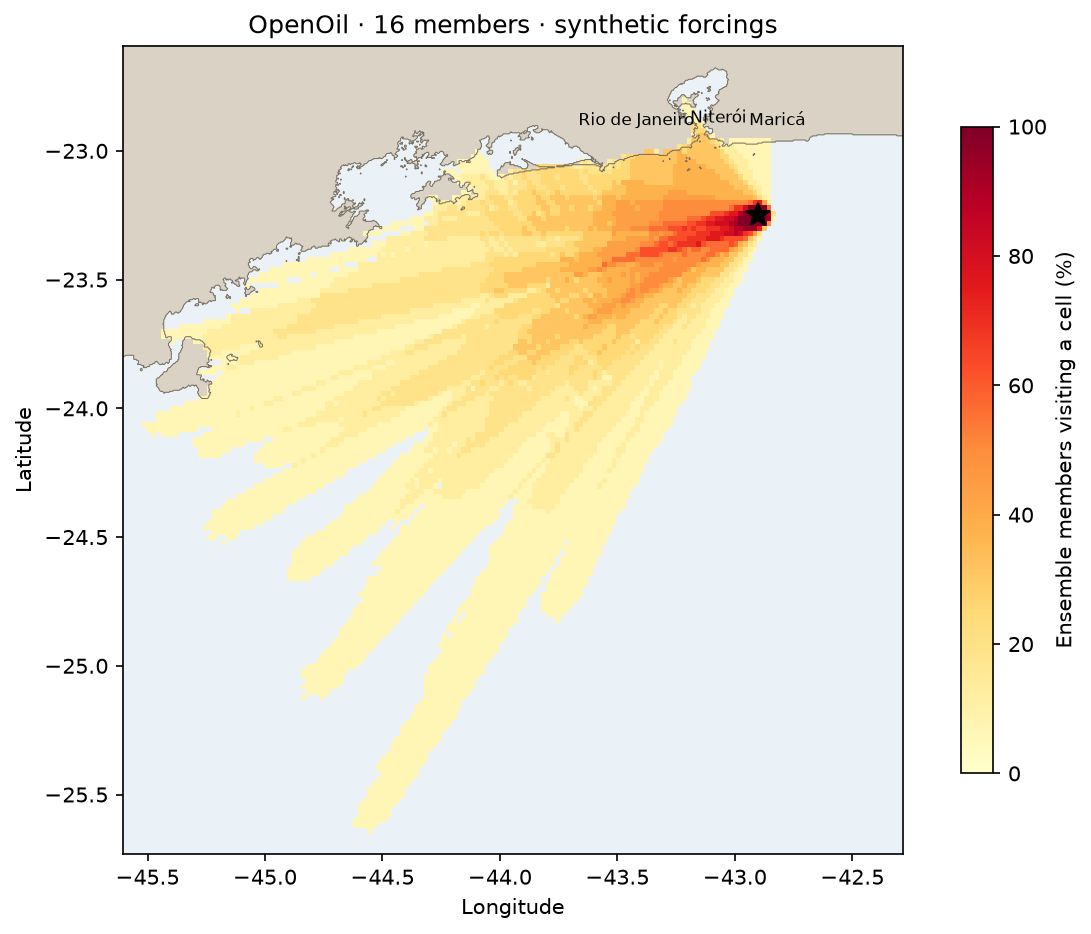 OpenOil · 16 members · synthetic forcings
Rio de Janeiro
Niterói
Maricá
−23.0
−23.5
−24.0
−24.5
−25.0
−25.5
Latitude
−45.5
−45.0
−44.5
−44.0
−43.5
−43.0
−42.5
Longitude
100
80
60
40
20
0
Ensemble members visiting a cell (%)